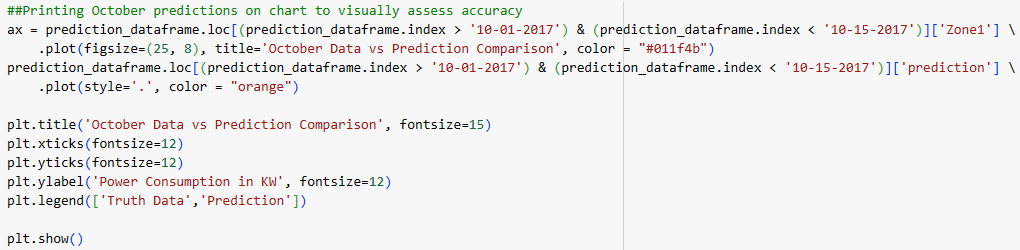 ##Printing October predictions on chart to visually assess accuracy
ax = prediction_dataframe.loc[(prediction_dataframe.index > '10-01-2017') & (prediction_dataframe.index < '10-15-2017')]['Zone1'] \
    .plot(figsize=(25, 8), title='October Data vs Prediction Comparison', color = "#011f4b")
prediction_dataframe.loc[(prediction_dataframe.index > '10-01-2017') & (prediction_dataframe.index < '10-15-2017')]['prediction'] \
    .plot(style='.', color = "orange")

plt.title('October Data vs Prediction Comparison', fontsize=15)
plt.xticks(fontsize=12)
plt.yticks(fontsize=12)
plt.ylabel('Power Consumption in KW', fontsize=12)
plt.legend(['Truth Data','Prediction'])

plt.show()